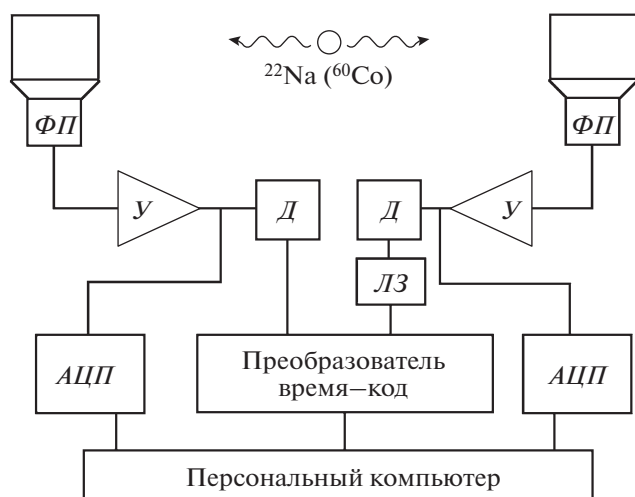 ²²Na (⁶⁰Co)
ФП
ФП
У
Д
Д
У
ЛЗ
АЦП
Преобразователь
время–код
АЦП
Персональный компьютер